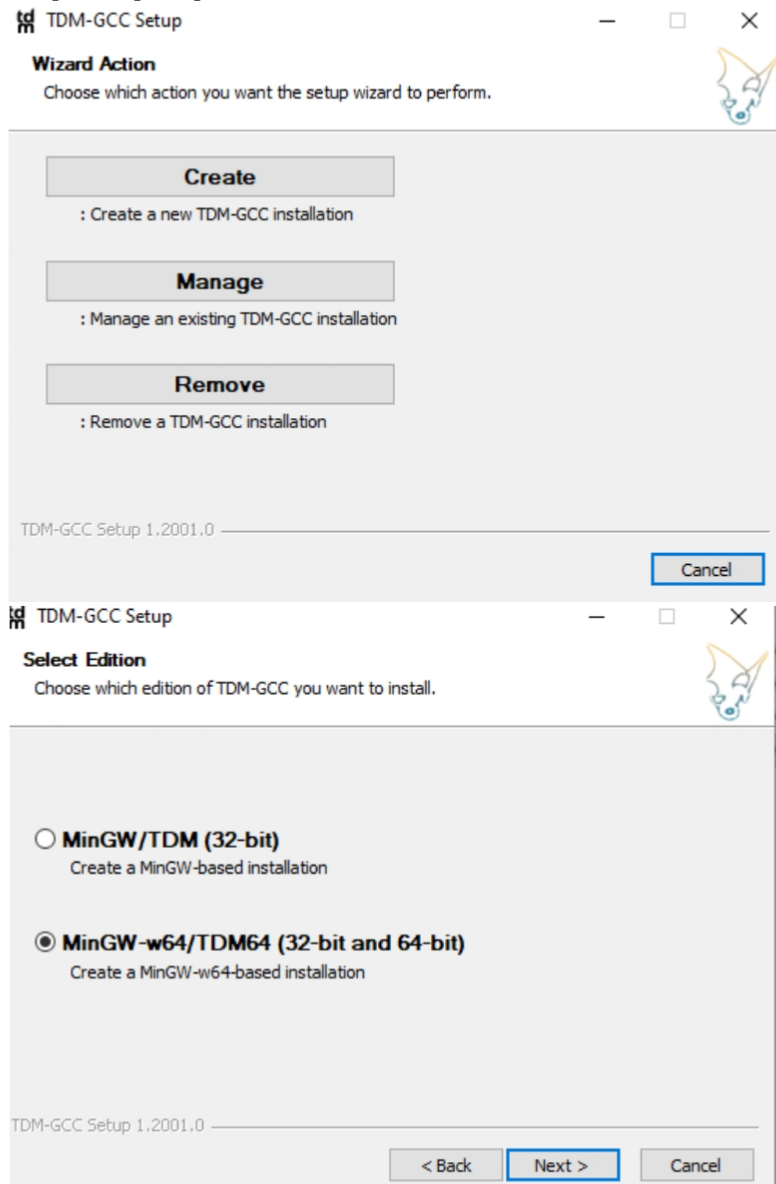 TDM-GCC Setup
Wizard Action
Choose which action you want the setup wizard to perform.
Create
: Create a new TDM-GCC installation
Manage
: Manage an existing TDM-GCC installation
Remove
: Remove a TDM-GCC installation
TDM-GCC Setup 1.2001.0
Cancel
TDM-GCC Setup
Select Edition
Choose which edition of TDM-GCC you want to install.
MinGW/TDM (32-bit)
Create a MinGW-based installation
MinGW-w64/TDM64 (32-bit and 64-bit)
Create a MinGW-w64-based installation
TDM-GCC Setup 1.2001.0
< Back Next > Cancel